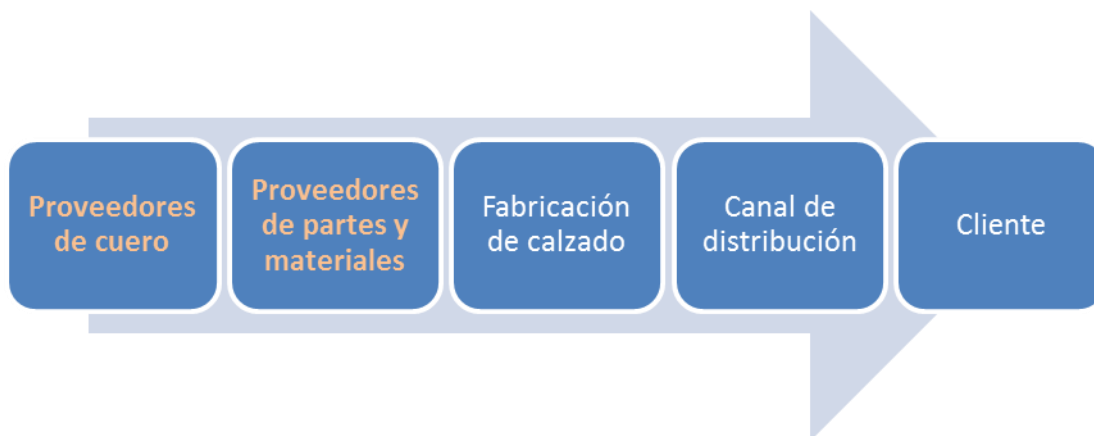 Proveedores
de cuero
Proveedores
de partes y
materiales
Fabricación
de calzado
Canal de
distribución
Cliente